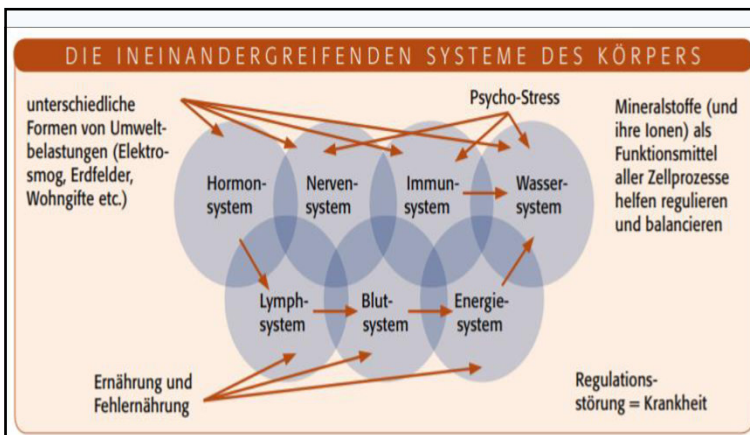 DIE INEINANDERGREIFENDEN SYSTEME DES KÖRPERS
unterschiedliche
Formen von Umwelt-
belastungen (Elektro-
smog, Erdfelder,
Wohngifte etc.)
Psycho-Stress
Mineralstoffe (und
ihre Ionen) als
Funktionsmittel
aller Zellprozesse
helfen regulieren
und balancieren
Hormon-
system
Nerven-
system
Immun-
system
Wasser-
system
Lymph-
system
Blut-
system
Energie-
system
Ernährung und
Fehlernährung
Regulations-
störung = Krankheit